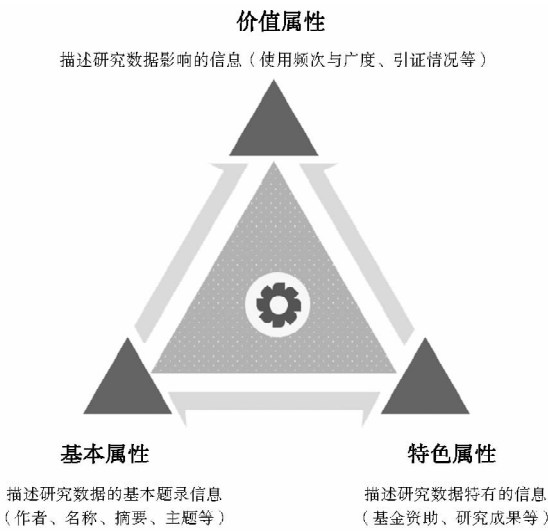 价值属性
描述研究数据影响的信息（使用频次与广度、引证情况等）
基本属性
描述研究数据的基本题录信息
（作者、名称、摘要、主题等）
特色属性
描述研究数据特有的信息
（基金资助、研究成果等）